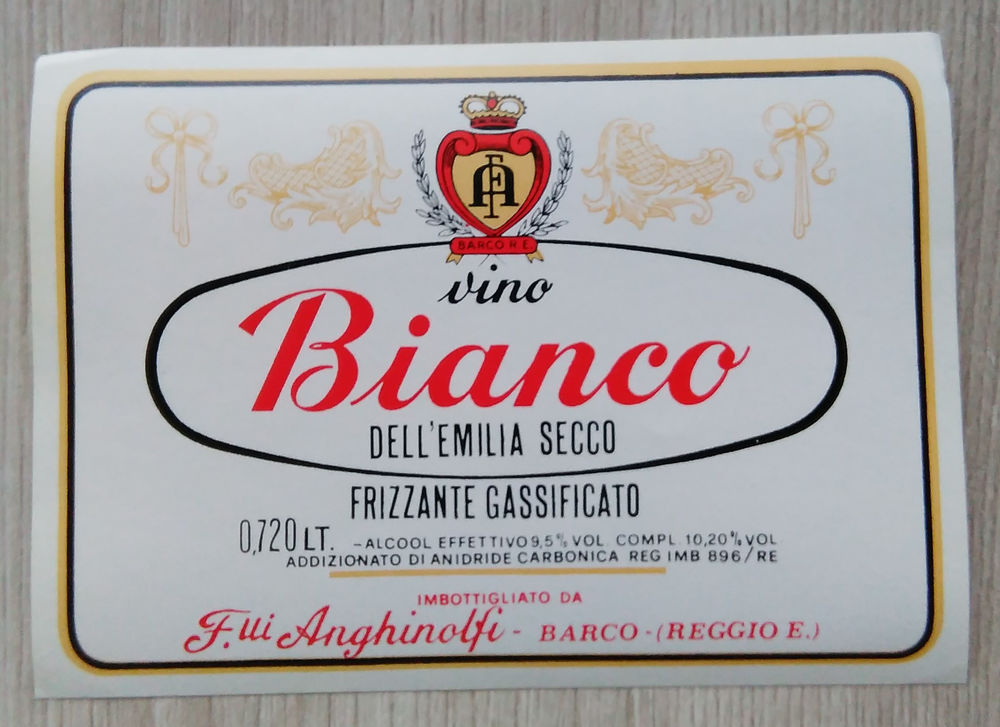 FA
BARCO R.E.
vino
Bianco
DELL'EMILIA SECCO
FRIZZANTE GASSIFICATO
0,720 LT. - ALCOOL EFFETTIVO 9,5% VOL. COMPL. 10,20% VOL
ADDIZIONATO DI ANIDRIDE CARBONICA REG IMB 896/RE
IMBOTTIGLIATO DA
F.lli Anghinolfi - BARCO - (REGGIO E.)